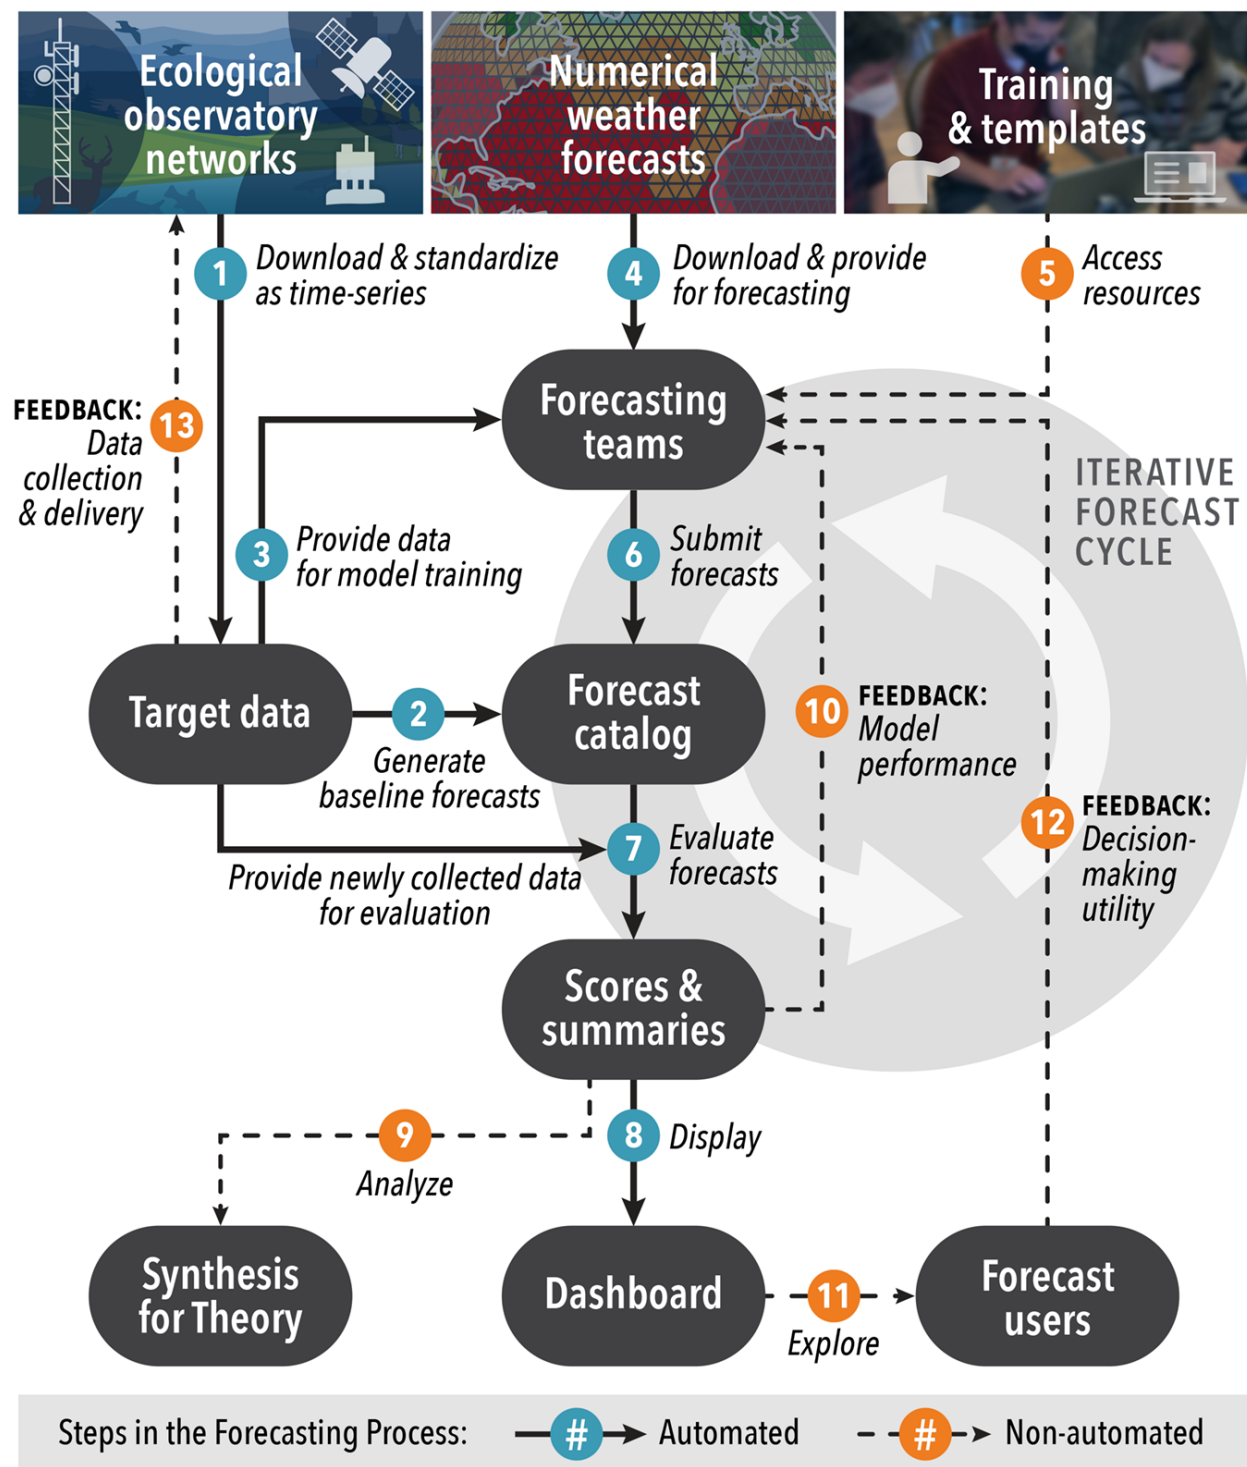 Ecological
observatory
networks
Numerical
weather
forecasts
Training
& templates
1
Download & standardize
as time-series
4
Download & provide
for forecasting
5
Access
resources
FEEDBACK:
Data
collection
& delivery
13
Forecasting
teams
ITERATIVE
FORECAST
CYCLE
3
Provide data
for model training
6
Submit
forecasts
Target data
2
Generate
baseline forecasts
Forecast
catalog
10
FEEDBACK:
Model
performance
12
FEEDBACK:
Decision-
making
utility
7
Evaluate
forecasts
Provide newly collected data
for evaluation
Scores &
summaries
9
Analyze
8
Display
Synthesis
for Theory
Dashboard
11
Explore
Forecast
users
Steps in the Forecasting Process:
#
Automated
#
Non-automated